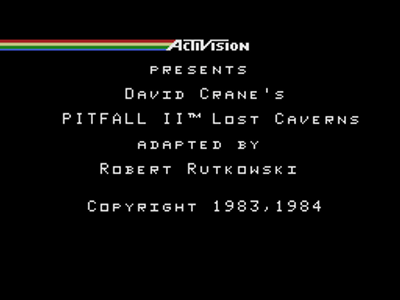 ACTIVISION
PRESENTS
DAVID CRANE'S
PITFALL II™ LOST CAVERNS
ADAPTED BY
ROBERT RUTKOWSKI
COPYRIGHT 1983,1984